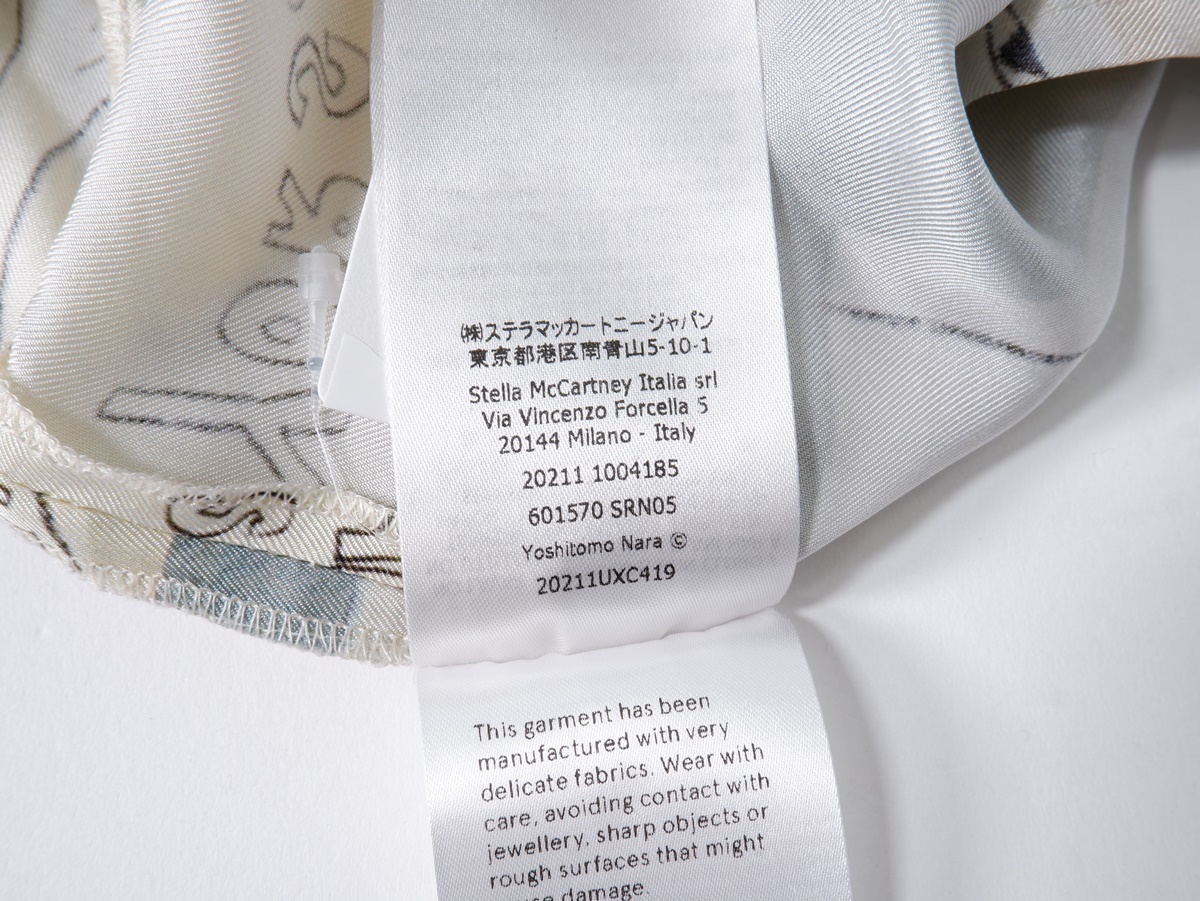 ㈱ステラマッカートニージャパン
東京都港区南青山5-10-1
Stella McCartney Italia srl
Via Vincenzo Forcella 5
20144 Milano - Italy
20211 1004185
601570 SRN05
Yoshitomo Nara ©
20211UXC419
This garment has been
manufactured with very
delicate fabrics. Wear with
care, avoiding contact with
jewellery, sharp objects or
rough surfaces that might
damage.